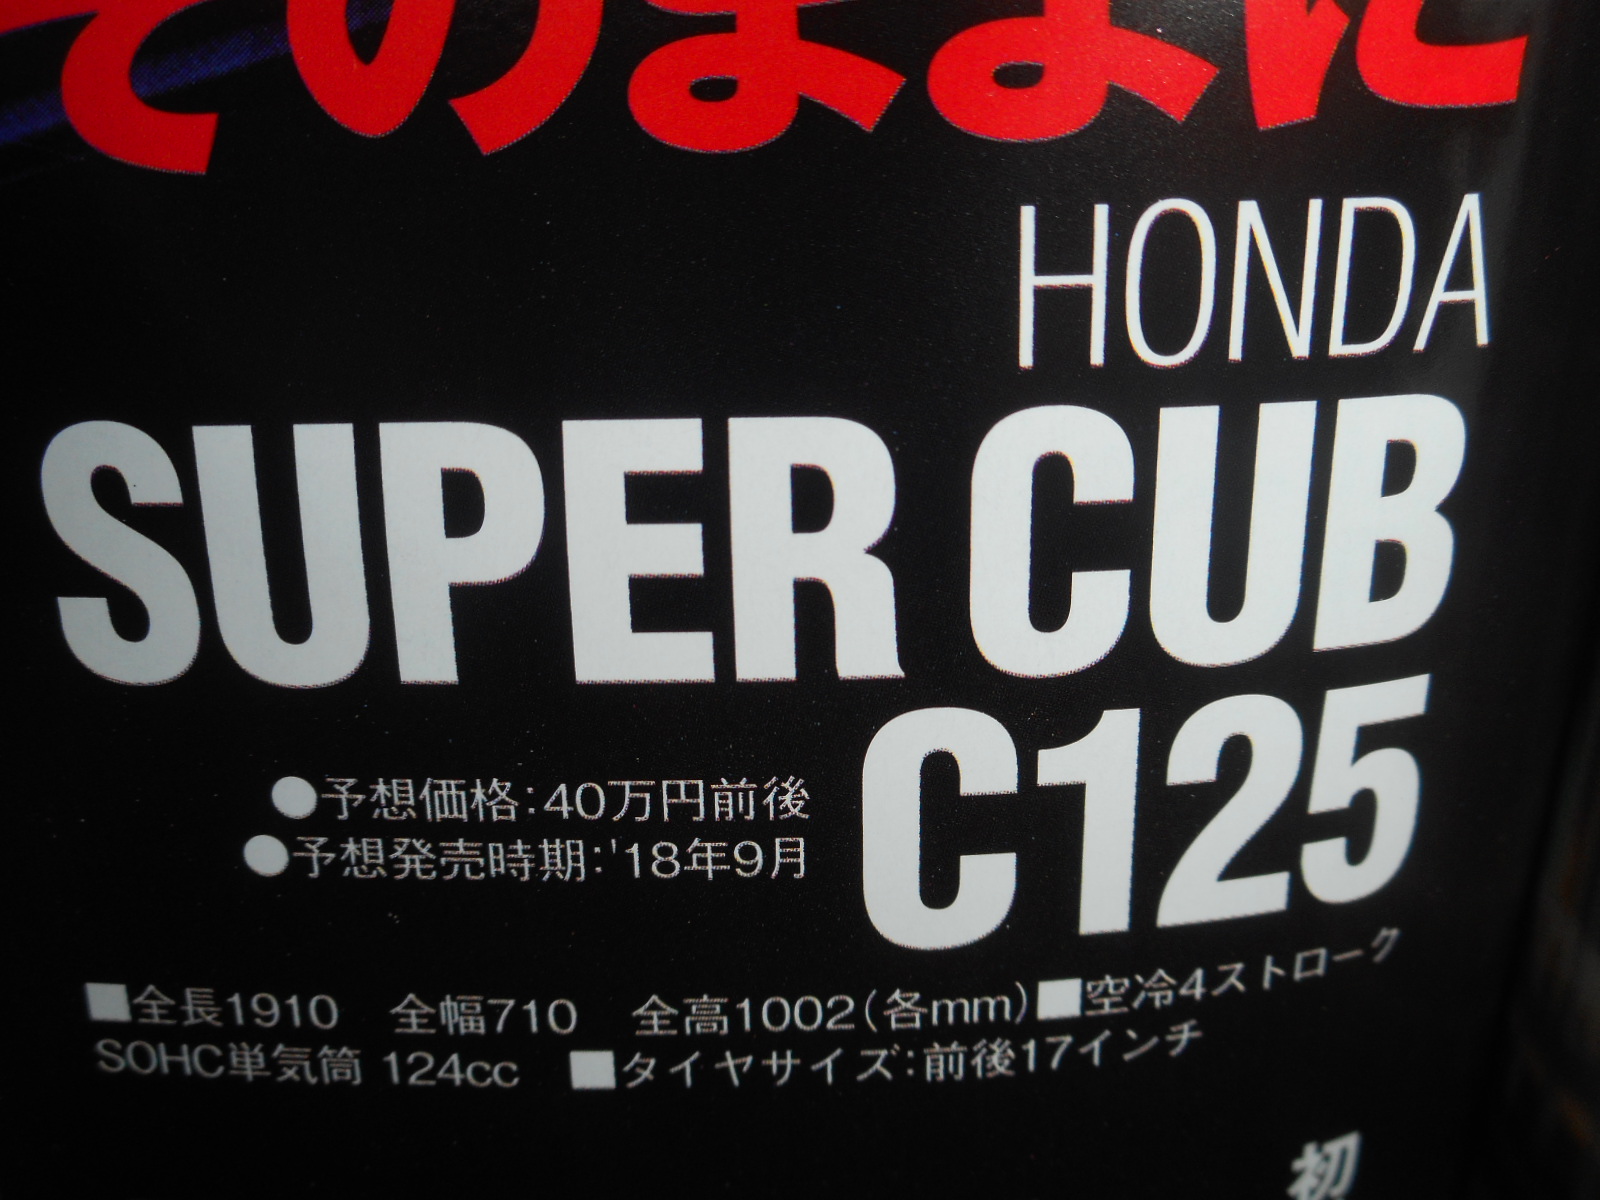 そのままに
HONDA
SUPER CUB
C125
●予想価格:40万円前後
●予想発売時期:'18年9月
■全長1910　全幅710　全高1002(各mm)■空冷4ストローク
SOHC単気筒 124cc　■タイヤサイズ:前後17インチ
初